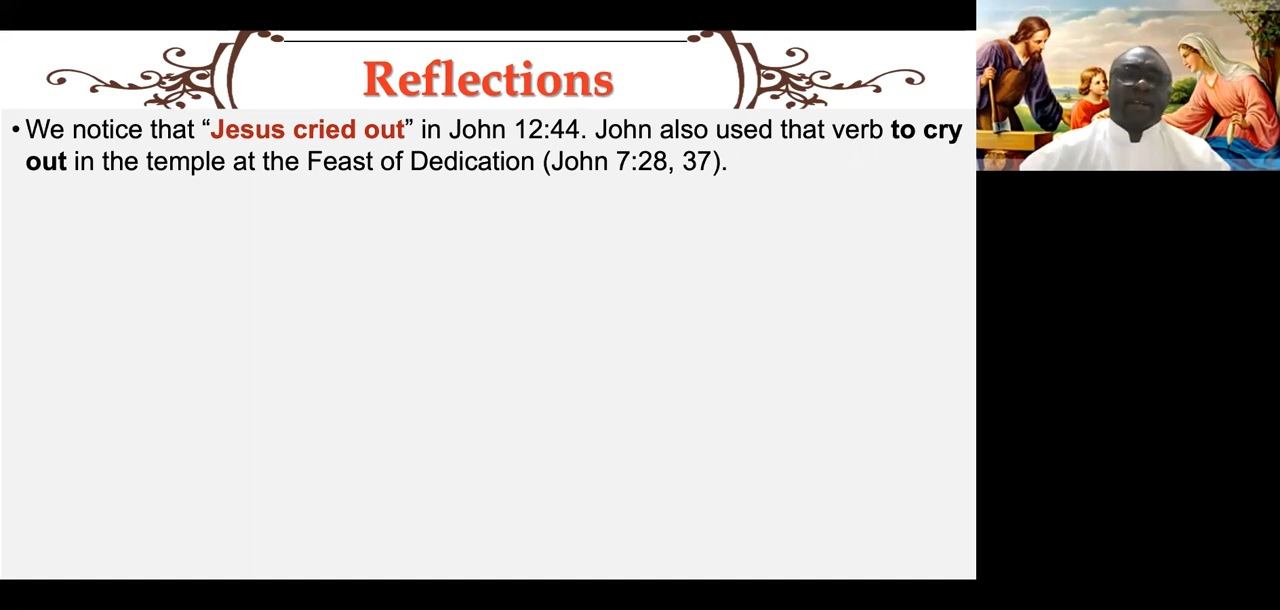 Reflections
• We notice that “Jesus cried out” in John 12:44. John also used that verb to cry
out in the temple at the Feast of Dedication (John 7:28, 37).